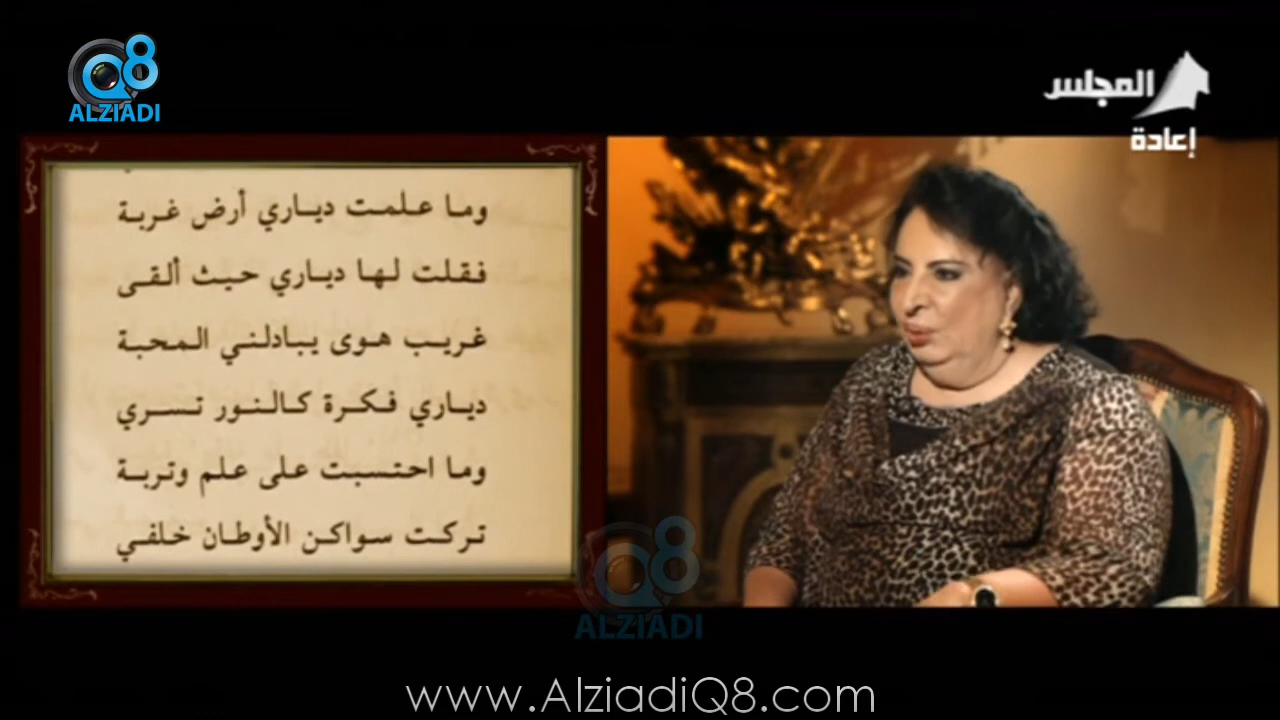 Q8
ALZIADI
المجلس
إعادة
وما علمت دياري أرض غربة
فقلت لها دياري حيث ألقى
غريب هوى يبادلني المحبة
دياري فكرة كالنور تسري
وما احتسبت على علم وتربة
تركت سواكن الأوطان خلفي
Q8
ALZIADI
www.AlziadiQ8.com